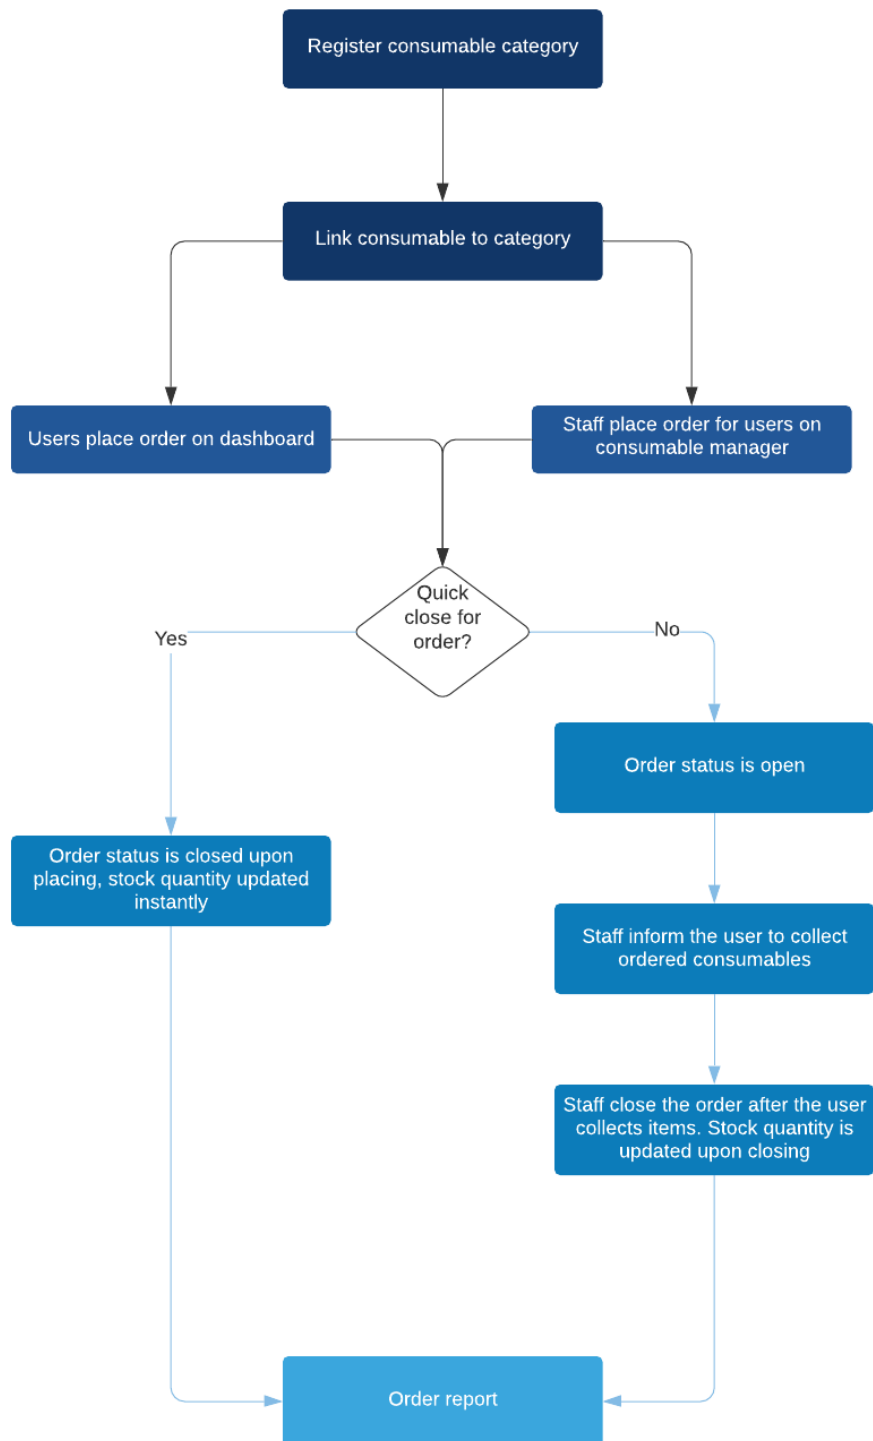 Register consumable category
Link consumable to category
Users place order on dashboard
Staff place order for users on
consumable manager
Quick
close for
order?
Yes
No
Order status is open
Order status is closed upon
placing, stock quantity updated
instantly
Staff inform the user to collect
ordered consumables
Staff close the order after the user
collects items. Stock quantity is
updated upon closing
Order report